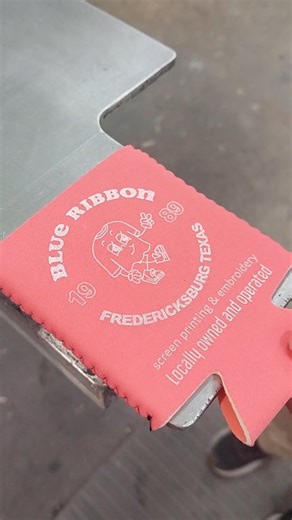 BLUE RIBBON
19 89
FREDERICKSBURG TEXAS
screen printing & embroidery
Locally owned and operated